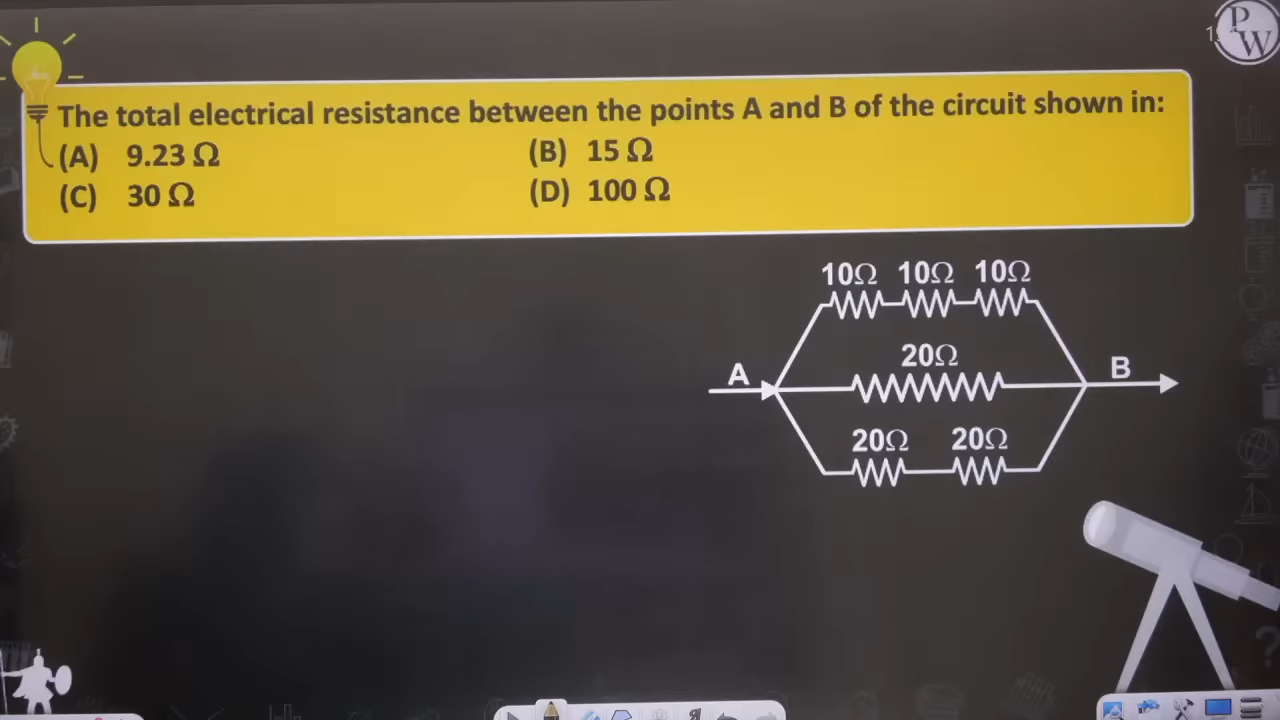 P
W
The total electrical resistance between the points A and B of the circuit shown in:
(A) 9.23 Ω
(B) 15 Ω
(C) 30 Ω
(D) 100 Ω
10Ω 10Ω 10Ω
20Ω
A
B
20Ω 20Ω